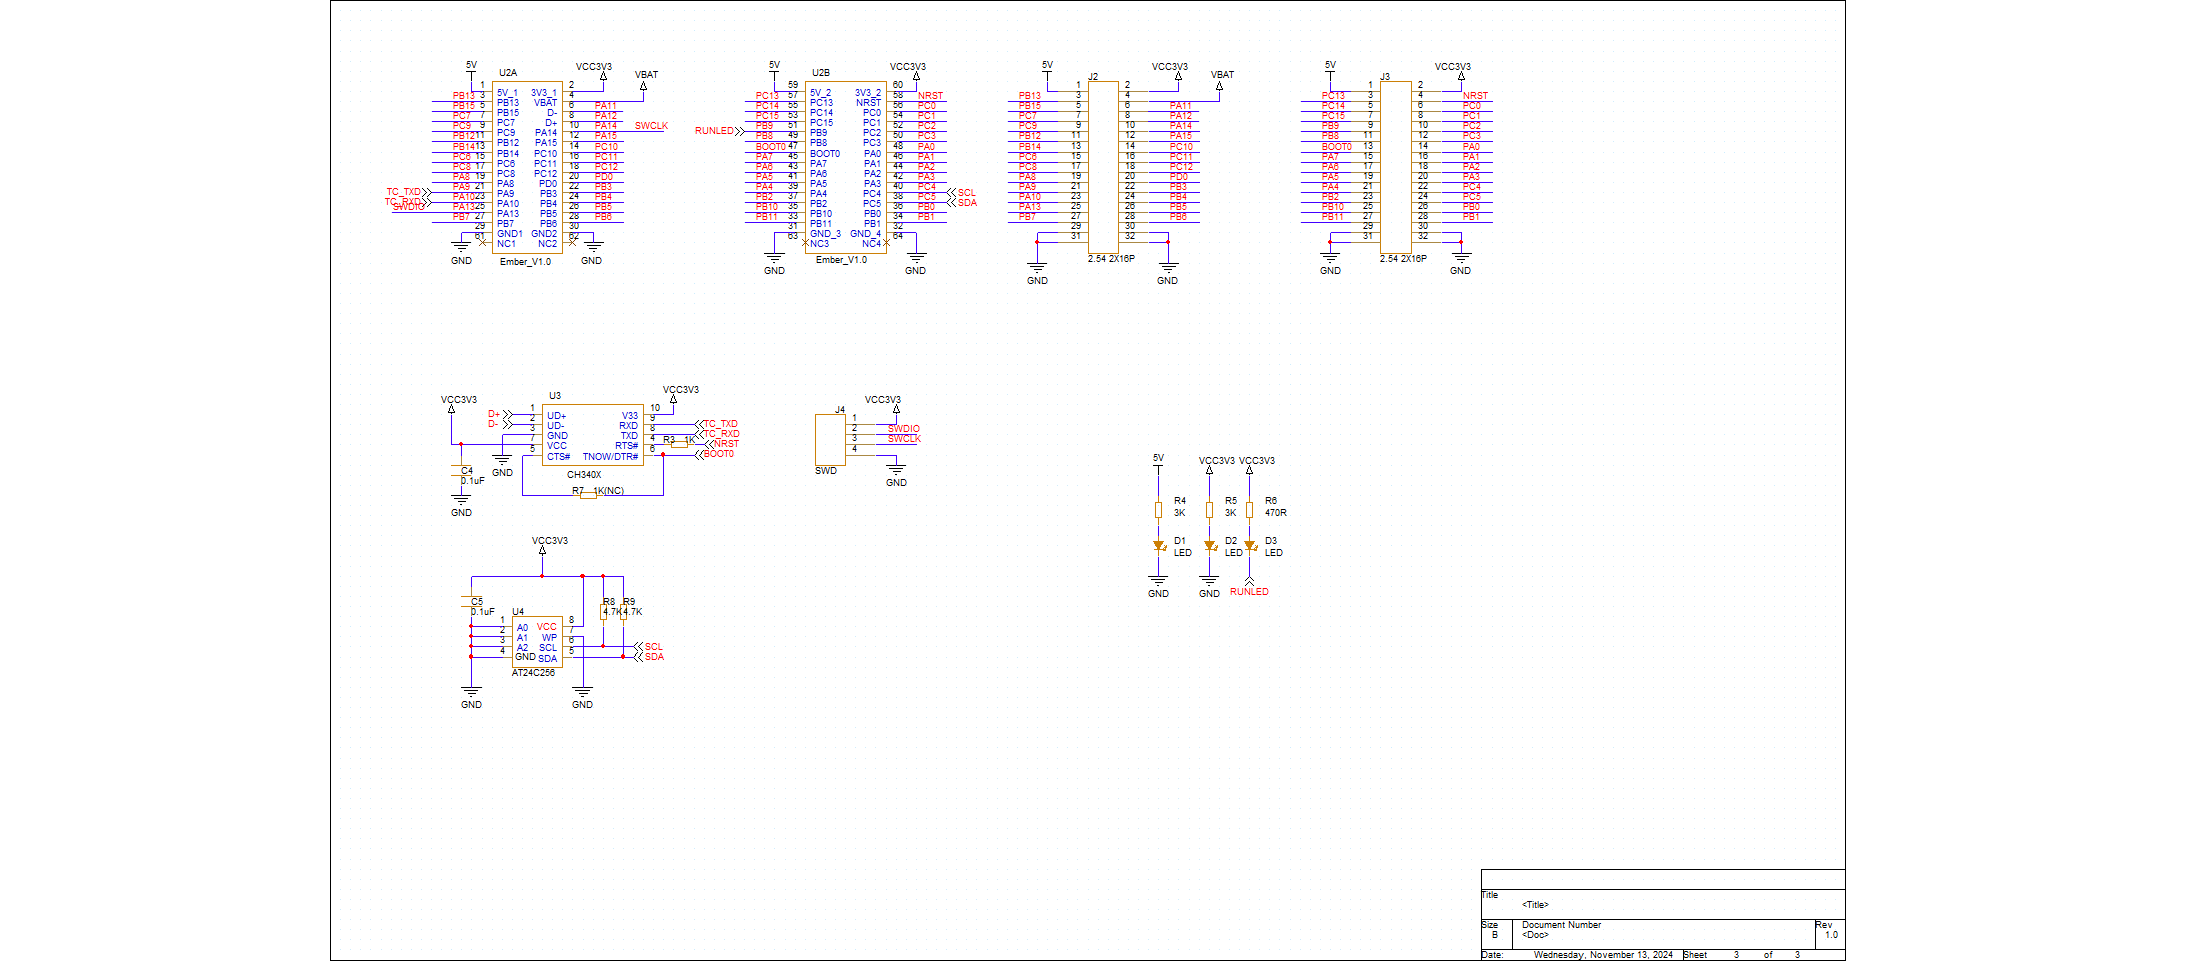 5V
U2A
VCC3V3
VBAT
1 5V_1 3V3_1 2
PB13 3 PB13 VBAT 4
PB15 5 PB15 D- 6 PA11
PC7 7 PC7 D+ 8 PA12
PC9 9 PC9 PA14 10 PA14 SWCLK
PB12 11 PB12 PA15 12 PA15
PB14 13 PB14 PC10 14 PC10
PC6 15 PC6 PC11 16 PC11
PC8 17 PC8 PC12 18 PC12
PA8 19 PA8 PD0 20 PD0
TC_TXD PA9 21 PA9 PB3 22 PB3
TC_RXD PA10 23 PA10 PB4 24 PB4
SWDIO PA13 25 PA13 PB5 26 PB5
PB7 27 PB7 PB6 28 PB6
29 GND1 GND2 30
61 NC1 NC2 62
GND
Ember_V1.0
GND
5V
U2B
VCC3V3
59 5V_2 3V3_2 60
PC13 57 PC13 NRST 58 NRST
PC14 55 PC14 PC0 56 PC0
PC15 53 PC15 PC1 54 PC1
RUNLED PB9 51 PB9 PC2 52 PC2
PB8 49 PB8 PC3 50 PC3
BOOT0 47 BOOT0 PA0 48 PA0
PA7 45 PA7 PA1 46 PA1
PA6 43 PA6 PA2 44 PA2
PA5 41 PA5 PA3 42 PA3
PA4 39 PA4 PC4 40 PC4 SCL
PB2 37 PB2 PC5 38 PC5 SDA
PB10 35 PB10 PB0 36 PB0
PB11 33 PB11 PB1 34 PB1
31 GND_3 GND_4 32
63 NC3 NC4 64
Ember_V1.0
GND
GND
5V
J2
VCC3V3
VBAT
1 2
PB13 3 4
PB15 5 6 PA11
PC7 7 8 PA12
PC9 9 10 PA14
PB12 11 12 PA15
PB14 13 14 PC10
PC6 15 16 PC11
PC8 17 18 PC12
PA8 19 20 PD0
PA9 21 22 PB3
PA10 23 24 PB4
PA13 25 26 PB5
PB7 27 28 PB6
29 30
31 32
2.54 2X16P
GND
GND
5V
J3
VCC3V3
1 2
PC13 3 4 NRST
PC14 5 6 PC0
PC15 7 8 PC1
PB9 9 10 PC2
PB8 11 12 PC3
BOOT0 13 14 PA0
PA7 15 16 PA1
PA6 17 18 PA2
PA5 19 20 PA3
PA4 21 22 PC4
PB2 23 24 PC5
PB10 25 26 PB0
PB11 27 28 PB1
29 30
31 32
2.54 2X16P
GND
GND
VCC3V3
U3
VCC3V3
D+ 1 UD+ V33 10
D- 2 UD- RXD 9 TC_TXD
3 GND TXD 8 TC_RXD
7 VCC RTS# 4 R3 1K NRST
5 CTS# TNOW/DTR# 6 BOOT0
GND
CH340X
C4
0.1uF
R7 1K(NC)
GND
VCC3V3
J4
1
2 SWDIO
3 SWCLK
4
SWD
GND
5V
VCC3V3 VCC3V3
R4
3K
R5
3K
R6
470R
D1
LED
D2
LED
D3
LED
GND
GND
RUNLED
VCC3V3
C5
0.1uF
R8
4.7K
R9
4.7K
U4
1 A0 VCC 8
2 A1 WP 7
3 A2 SCL 6 SCL
4 GND SDA 5 SDA
AT24C256
GND
GND
Title
<Title>
Size
B
Document Number
<Doc>
Rev
1.0
Date: Wednesday, November 13, 2024 Sheet 3 of 3